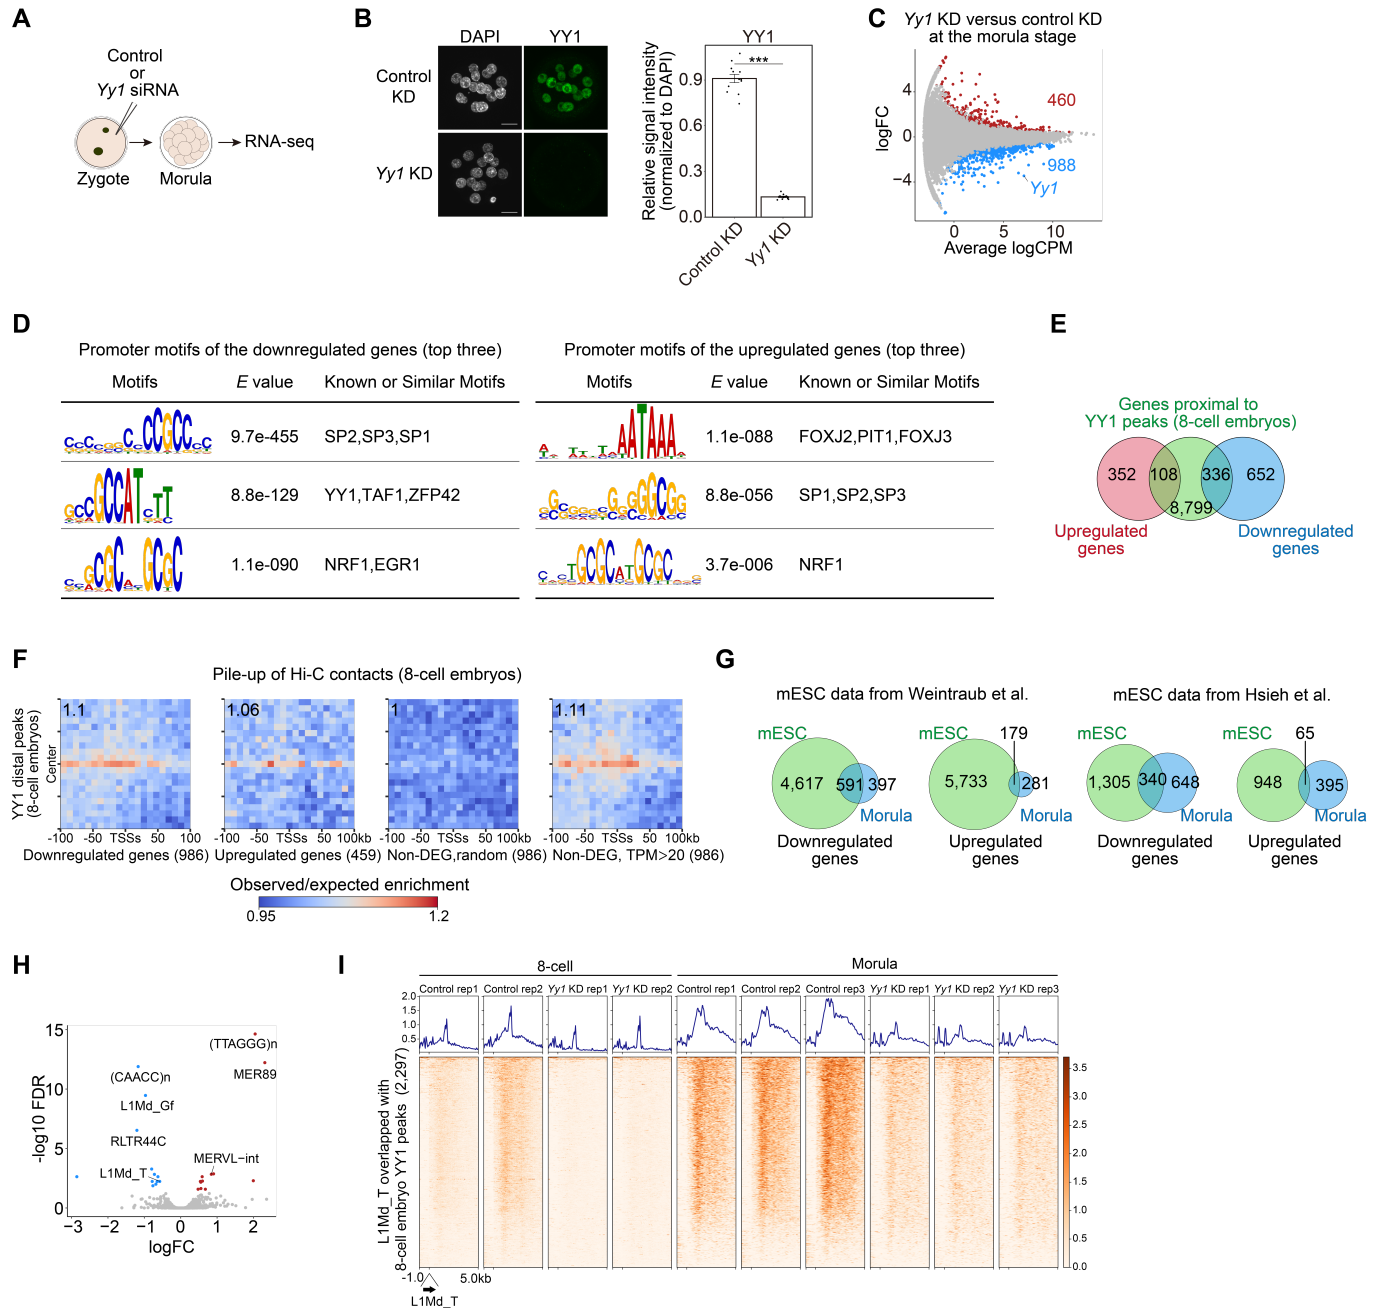 A
Control
or
Yy1 siRNA
Zygote
Morula
RNA-seq
B
DAPI
YY1
Control
KD
Yy1 KD
YY1
***
Relative signal intensity
(normalized to DAPI)
0.9
0.6
0.3
0.0
Control KD
Yy1 KD
C
Yy1 KD versus control KD
at the morula stage
logFC
4
0
−4
460
988
Yy1
0
5
10
Average logCPM
D
Promoter motifs of the downregulated genes (top three)
Motifs
E value
Known or Similar Motifs
9.7e-455
SP2,SP3,SP1
8.8e-129
YY1,TAF1,ZFP42
1.1e-090
NRF1,EGR1
Promoter motifs of the upregulated genes (top three)
Motifs
E value
Known or Similar Motifs
1.1e-088
FOXJ2,PIT1,FOXJ3
8.8e-056
SP1,SP2,SP3
3.7e-006
NRF1
E
Genes proximal to
YY1 peaks (8-cell embryos)
352
108
8,799
336
652
Upregulated
genes
Downregulated
genes
F
Pile-up of Hi-C contacts (8-cell embryos)
YY1 distal peaks
(8-cell embryos)
Center
1.1
1.06
1
1.11
-100 -50 TSSs 50 100
-100 -50 TSSs 50 100kb
-100 -50 TSSs 50 100
-100 -50 TSSs 50 100kb
Downregulated genes (986)
Upregulated genes (459)
Non-DEG,random (986)
Non-DEG, TPM>20 (986)
Observed/expected enrichment
0.95
1.2
G
mESC data from Weintraub et al.
mESC
4,617
591
397
Morula
Downregulated
genes
mESC
179
5,733
281
Morula
Upregulated
genes
mESC data from Hsieh et al.
mESC
1,305
340
648
Morula
Downregulated
genes
mESC
65
948
395
Morula
Upregulated
genes
H
-log10 FDR
15
10
5
0
(TTAGGG)n
MER89
(CAACC)n
L1Md_Gf
RLTR44C
MERVL−int
L1Md_T
−3
−2
−1
0
1
2
logFC
I
8-cell
Morula
Control rep1
Control rep2
Yy1 KD rep1
Yy1 KD rep2
Control rep1
Control rep2
Control rep3
Yy1 KD rep1
Yy1 KD rep2
Yy1 KD rep3
2.0
1.5
1.0
0.5
L1Md_T overlapped with
8-cell embryo YY1 peaks (2,297)
3.5
3.0
2.5
2.0
1.5
1.0
0.5
0.0
-1.0
5.0kb
L1Md_T